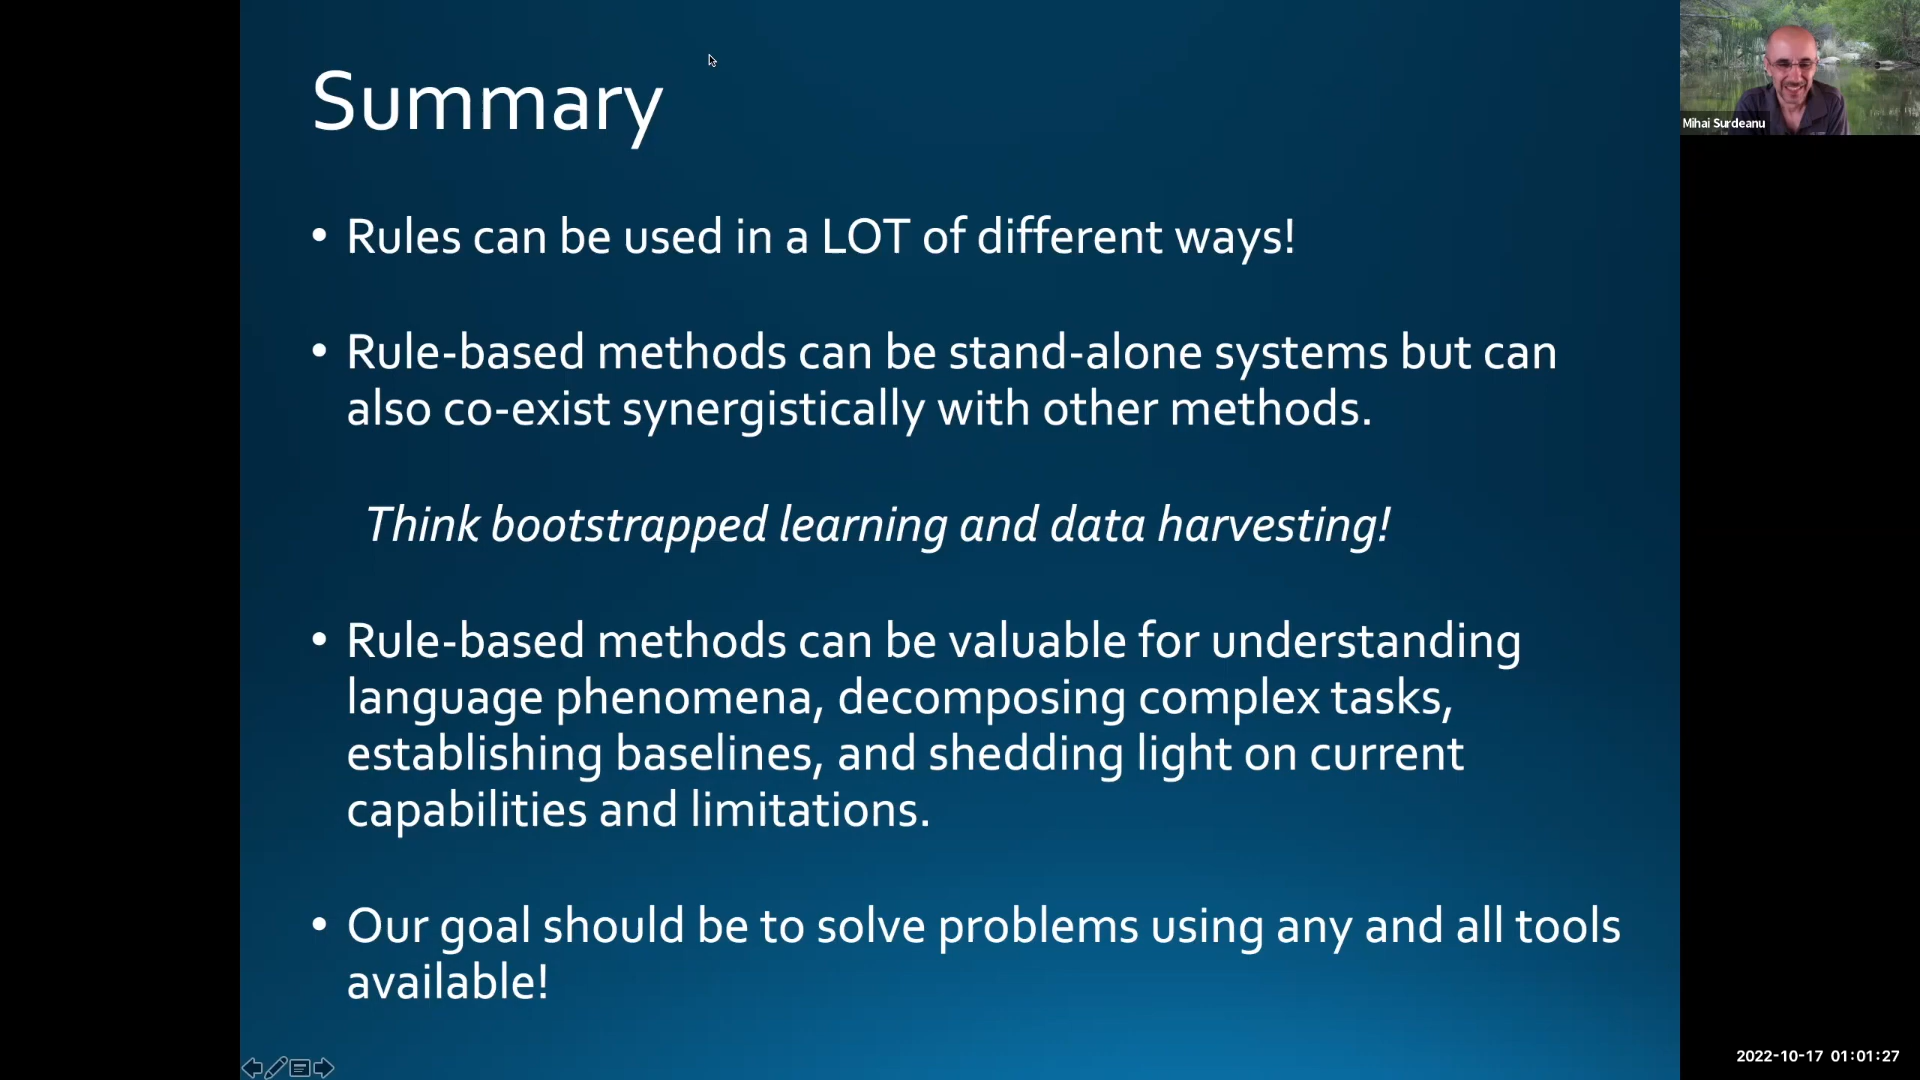 Summary
Mihai Surdeanu
• Rules can be used in a LOT of different ways!
• Rule-based methods can be stand-alone systems but can
also co-exist synergistically with other methods.
Think bootstrapped learning and data harvesting!
• Rule-based methods can be valuable for understanding
language phenomena, decomposing complex tasks,
establishing baselines, and shedding light on current
capabilities and limitations.
• Our goal should be to solve problems using any and all tools
available!
2022-10-17 01:01:27